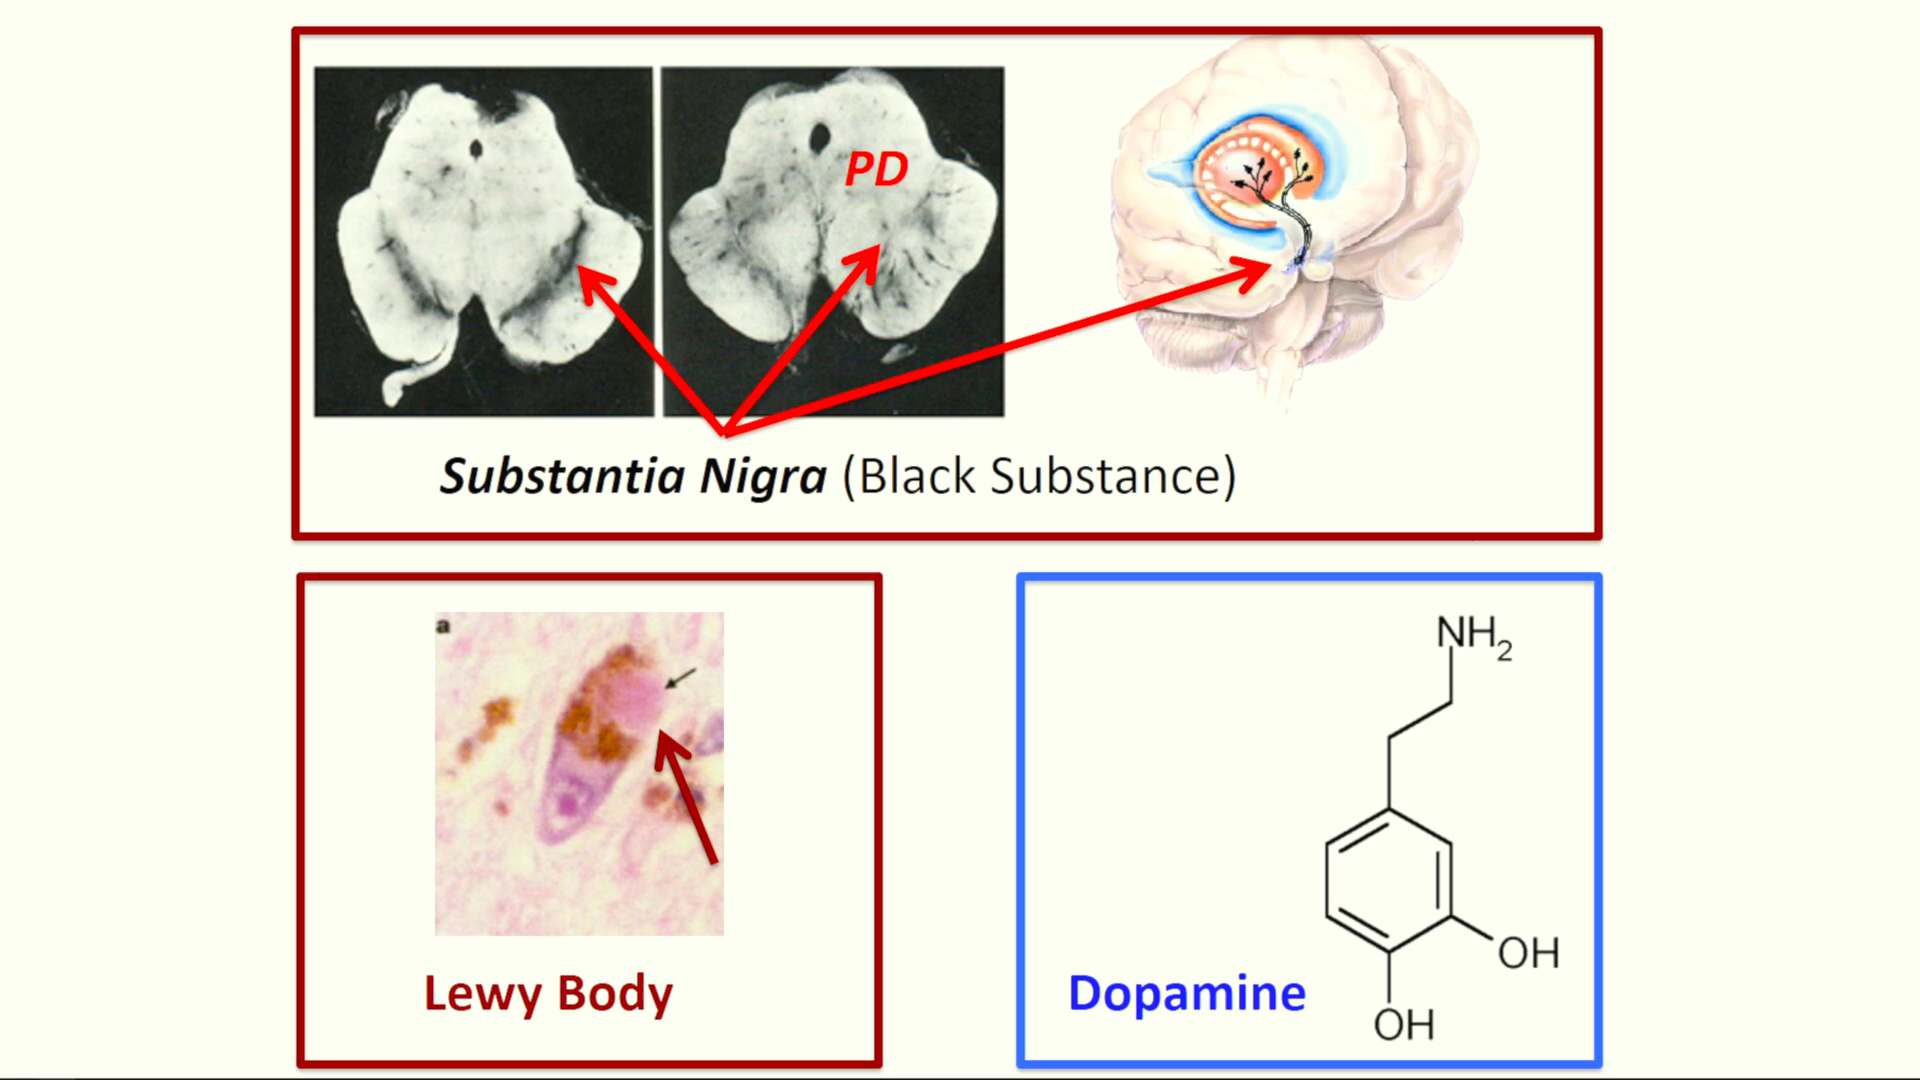 PD
Substantia Nigra (Black Substance)
a
Lewy Body
NH2
OH
Dopamine
OH